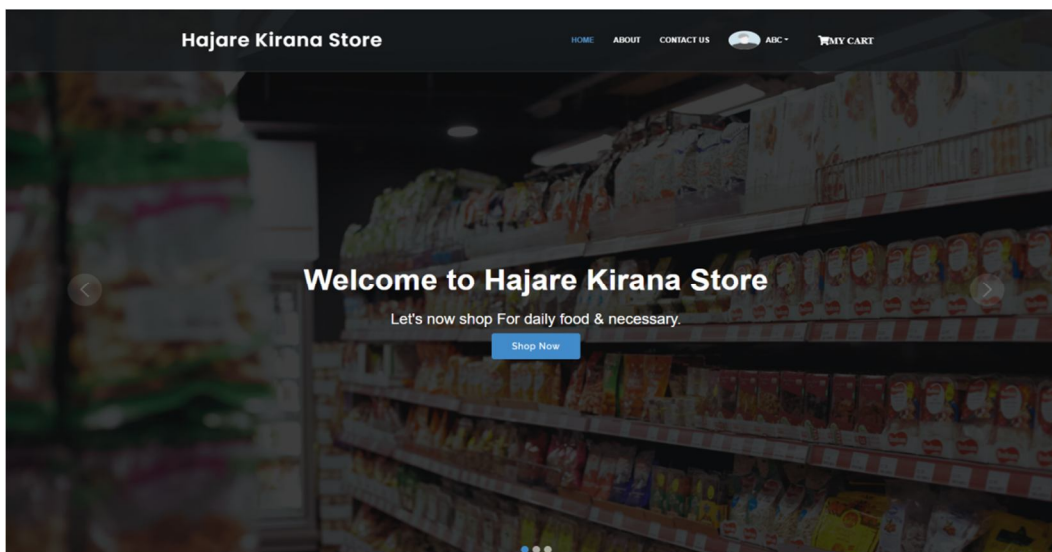 Hajare Kirana Store
HOME ABOUT CONTACT US ABC MY CART
Welcome to Hajare Kirana Store
Let's now shop For daily food & necessary.
Shop Now